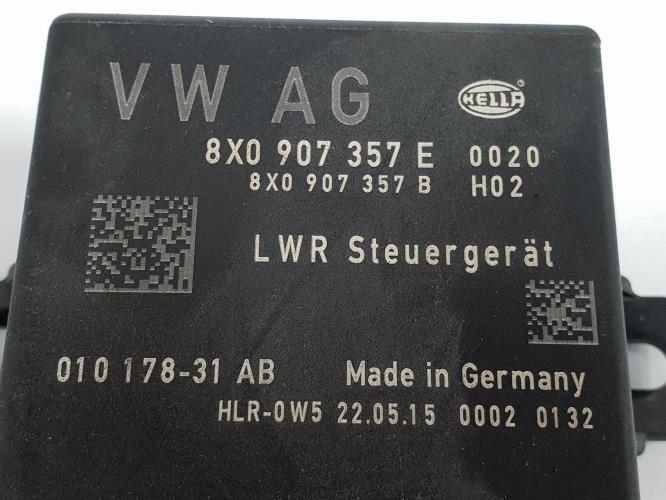 VW AG HELLA
8X0 907 357 E 0020
8X0 907 357 B H02
LWR Steuergerät
010 178-31 AB Made in Germany
HLR-0W5 22.05.15 0002 0132